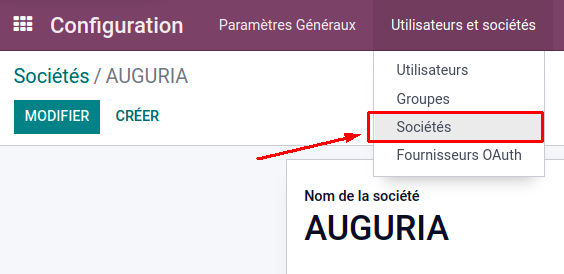 Configuration Paramètres Généraux Utilisateurs et sociétés
Sociétés / AUGURIA
MODIFIER CRÉER
Utilisateurs
Groupes
Sociétés
Fournisseurs OAuth
Nom de la société
AUGURIA